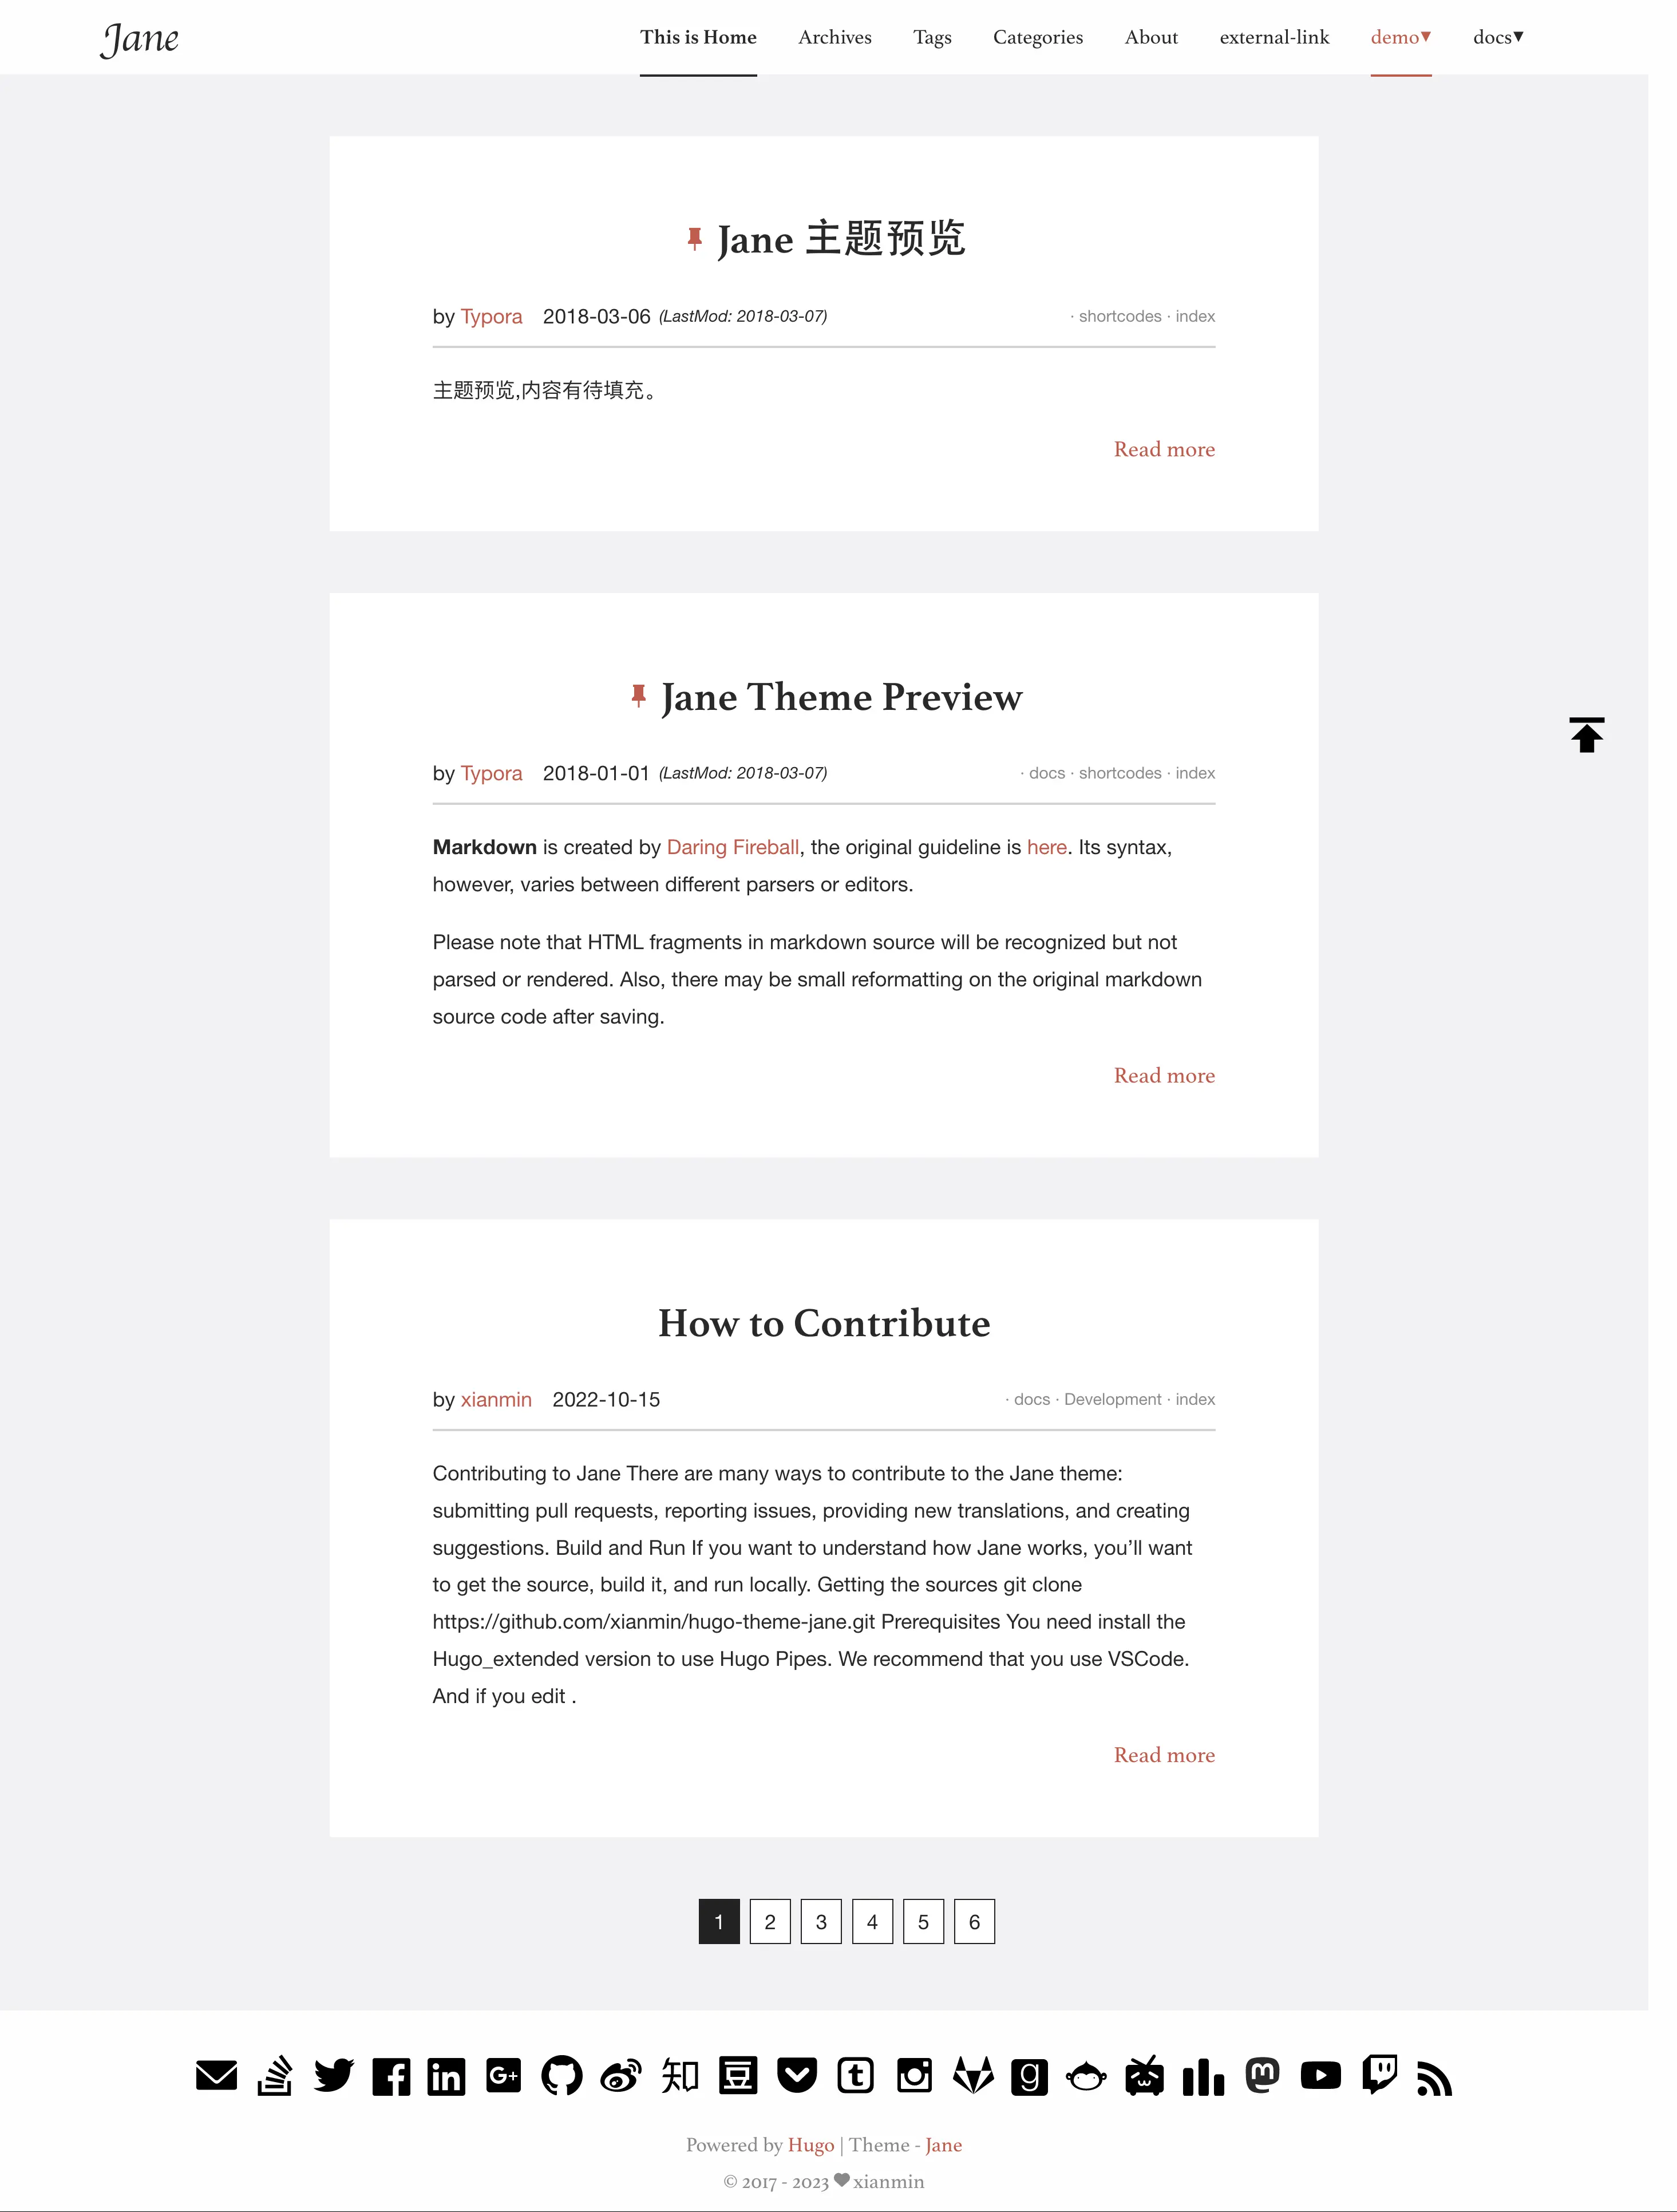 Jane
This is Home Archives Tags Categories About external-link demo▼ docs▼
Jane 主题预览
by Typora 2018-03-06 (LastMod: 2018-03-07) · shortcodes · index
主题预览,内容有待填充。
Read more
Jane Theme Preview
by Typora 2018-01-01 (LastMod: 2018-03-07) · docs · shortcodes · index
Markdown is created by Daring Fireball, the original guideline is here. Its syntax,
however, varies between different parsers or editors.
Please note that HTML fragments in markdown source will be recognized but not
parsed or rendered. Also, there may be small reformatting on the original markdown
source code after saving.
Read more
How to Contribute
by xianmin 2022-10-15 · docs · Development · index
Contributing to Jane There are many ways to contribute to the Jane theme:
submitting pull requests, reporting issues, providing new translations, and creating
suggestions. Build and Run If you want to understand how Jane works, you’ll want
to get the source, build it, and run locally. Getting the sources git clone
https://github.com/xianmin/hugo-theme-jane.git Prerequisites You need install the
Hugo_extended version to use Hugo Pipes. We recommend that you use VSCode.
And if you edit .
Read more
1 2 3 4 5 6
in G+ 知 豆 t g m
Powered by Hugo | Theme - Jane
© 2017 - 2023 ♥ xianmin